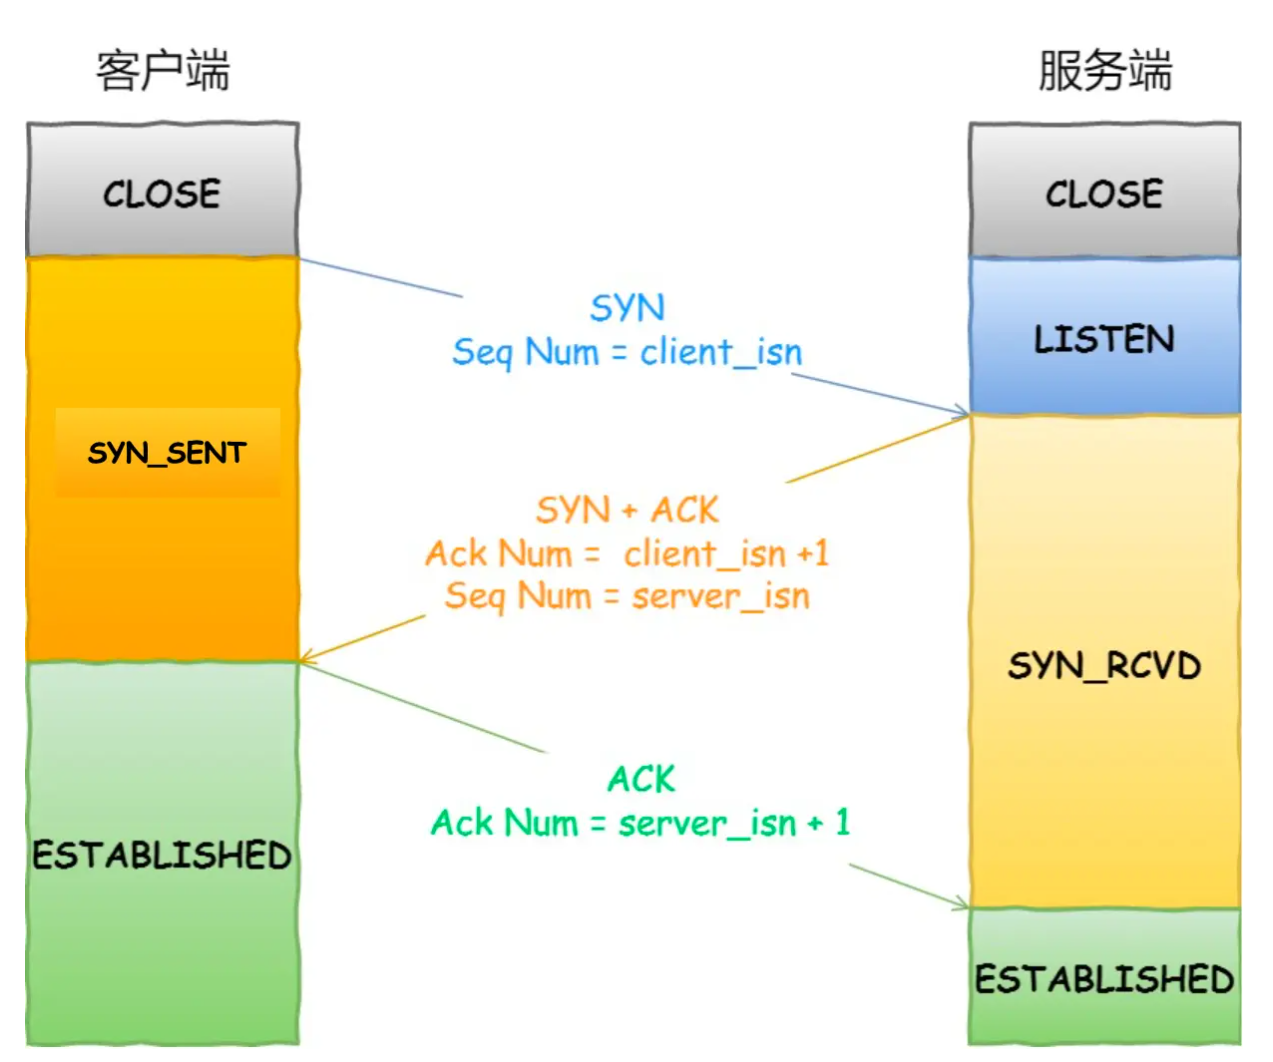 客户端
服务端
CLOSE
CLOSE
SYN
Seq Num = client_isn
LISTEN
SYN_SENT
SYN + ACK
Ack Num =  client_isn +1
Seq Num = server_isn
SYN_RCVD
ACK
Ack Num = server_isn + 1
ESTABLISHED
ESTABLISHED